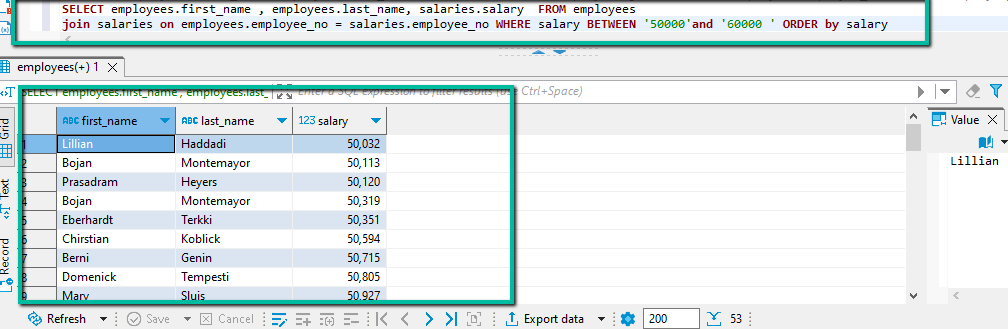 SELECT employees.first_name , employees.last_name, salaries.salary  FROM employees
join salaries on employees.employee_no = salaries.employee_no WHERE salary BETWEEN '50000'and '60000 ' ORDER by salary
employees(+) 1
SELECT employees.first_name , employees.last_ Enter a SQL expression to filter results (use Ctrl+Space)
Grid
Text
Record
ABC first_name ABC last_name 123 salary
1 Lillian Haddadi 50,032
2 Bojan Montemayor 50,113
3 Prasadram Heyers 50,120
4 Bojan Montemayor 50,319
5 Eberhardt Terkki 50,351
6 Chirstian Koblick 50,594
7 Berni Genin 50,715
8 Domenick Tempesti 50,805
9 Mary Sluis 50,927
Value
Lillian
Refresh Save Cancel Export data 200 53